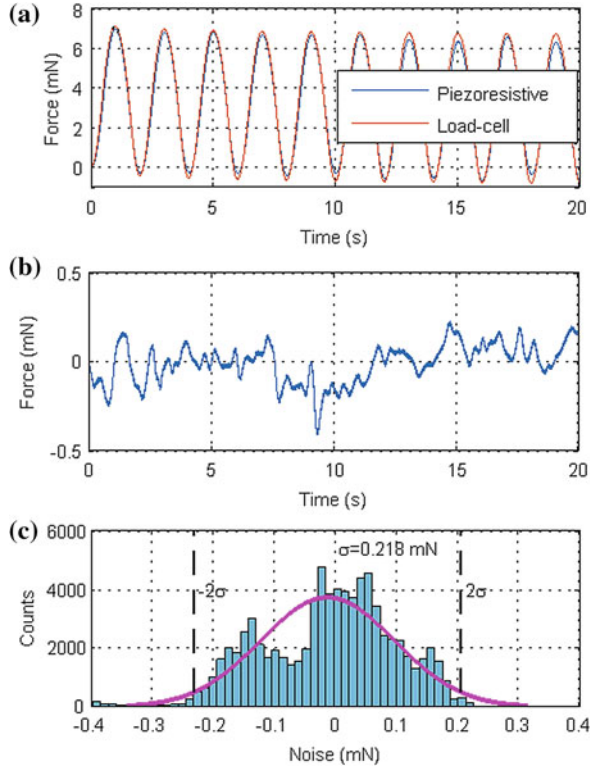 (a)
8
6
4
2
0
Force (mN)
Piezoresistive
Load-cell
0 5 10 15 20
Time (s)
(b)
0.5
0
-0.5
Force (mN)
0 5 10 15 20
Time (s)
(c)
6000
4000
2000
0
Counts
σ=0.218 mN
-2σ
2σ
-0.4 -0.3 -0.2 -0.1 0 0.1 0.2 0.3 0.4
Noise (mN)